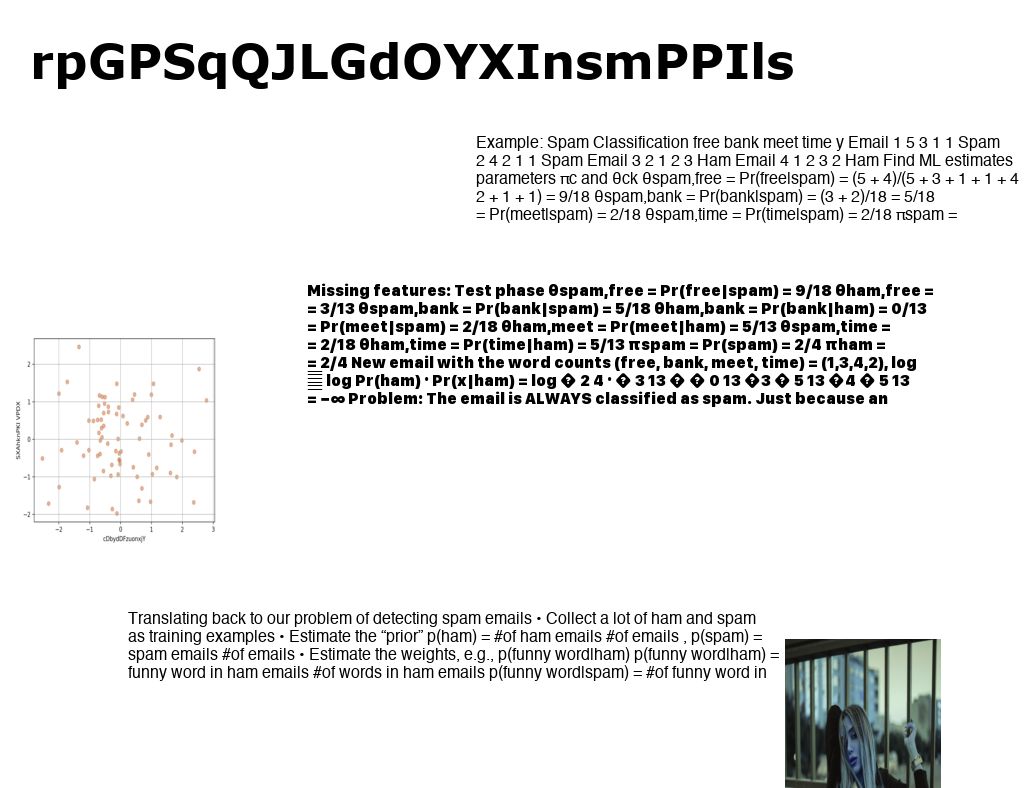 rpGPSqQJLGdOYXInsmPPIls
Example: Spam Classification free bank meet time y Email 1 5 3 1 1 Spam
2 4 2 1 1 Spam Email 3 2 1 2 3 Ham Email 4 1 2 3 2 Ham Find ML estimates
parameters πc and θck θspam,free = Pr(free|spam) = (5 + 4)/(5 + 3 + 1 + 1 + 4
2 + 1 + 1) = 9/18 θspam,bank = Pr(bank|spam) = (3 + 2)/18 = 5/18
= Pr(meet|spam) = 2/18 θspam,time = Pr(time|spam) = 2/18 πspam =
Missing features: Test phase θspam,free = Pr(free|spam) = 9/18 θham,free =
= 3/13 θspam,bank = Pr(bank|spam) = 5/18 θham,bank = Pr(bank|ham) = 0/13
= Pr(meet|spam) = 2/18 θham,meet = Pr(meet|ham) = 5/13 θspam,time =
= 2/18 θham,time = Pr(time|ham) = 5/13 πspam = Pr(spam) = 2/4 πham =
= 2/4 New email with the word counts (free, bank, meet, time) = (1,3,4,2), log
log Pr(ham) · Pr(x|ham) = log � 2 4 · � 3 13 � � 0 13 �3 � 5 13 �4 � 5 13
= −∞ Problem: The email is ALWAYS classified as spam. Just because an
SXAhknPKI VPDX
2
1
0
−1
−2
−2 −1 0 1 2 3
cDbydDFzuonxjY
Translating back to our problem of detecting spam emails • Collect a lot of ham and spam
as training examples • Estimate the “prior” p(ham) = #of ham emails #of emails , p(spam) =
spam emails #of emails • Estimate the weights, e.g., p(funny word|ham) p(funny word|ham) =
funny word in ham emails #of words in ham emails p(funny word|spam) = #of funny word in